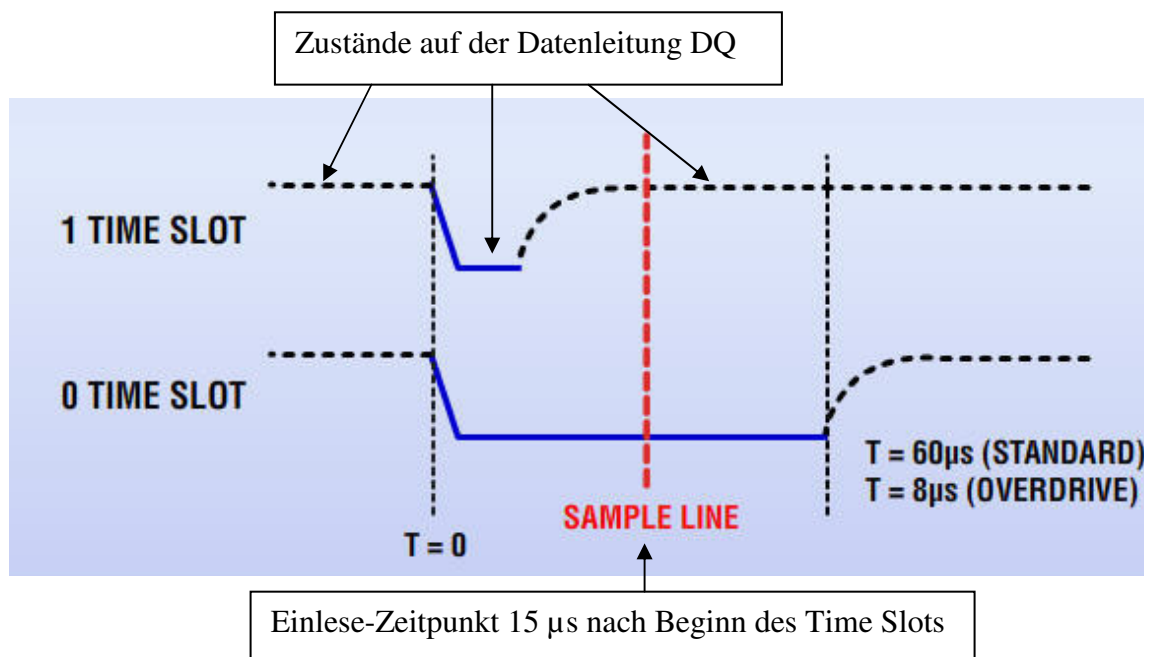 Zustände auf der Datenleitung DQ
1 TIME SLOT
0 TIME SLOT
T = 60µs (STANDARD)
T = 8µs (OVERDRIVE)
SAMPLE LINE
T = 0
Einlese-Zeitpunkt 15 µs nach Beginn des Time Slots